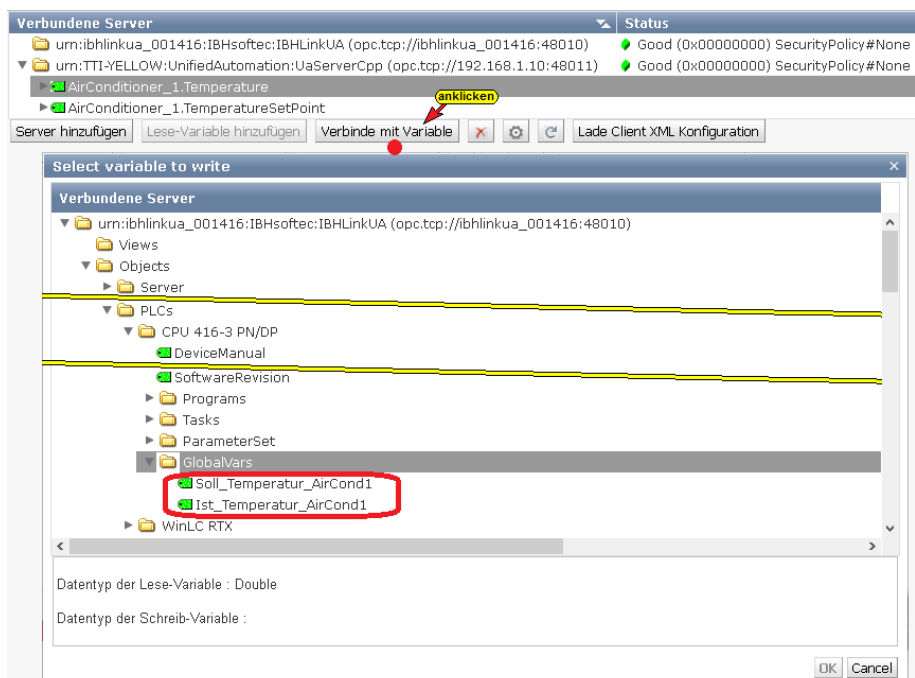 Verbundene Server Status
urn:ibhlinkua_001416:IBHsoftec:IBHLinkUA (opc.tcp://ibhlinkua_001416:48010) Good (0x00000000) SecurityPolicy#None
urn:TTI-YELLOW:UnifiedAutomation:UaServerCpp (opc.tcp://192.168.1.10:48011) Good (0x00000000) SecurityPolicy#None
AirConditioner_1.Temperature
anklicken)
AirConditioner_1.TemperatureSetPoint
Server hinzufügen Lese-Variable hinzufügen Verbinde mit Variable Lade Client XML Konfiguration
Select variable to write
Verbundene Server
urn:ibhlinkua_001416:IBHsoftec:IBHLinkUA (opc.tcp://ibhlinkua_001416:48010)
Views
Objects
Server
PLCs
CPU 416-3 PN/DP
DeviceManual
SoftwareRevision
Programs
Tasks
ParameterSet
GlobalVars
Soll_Temperatur_AirCond1
Ist_Temperatur_AirCond1
WinLC RTX
Datentyp der Lese-Variable : Double
Datentyp der Schreib-Variable :
OK Cancel